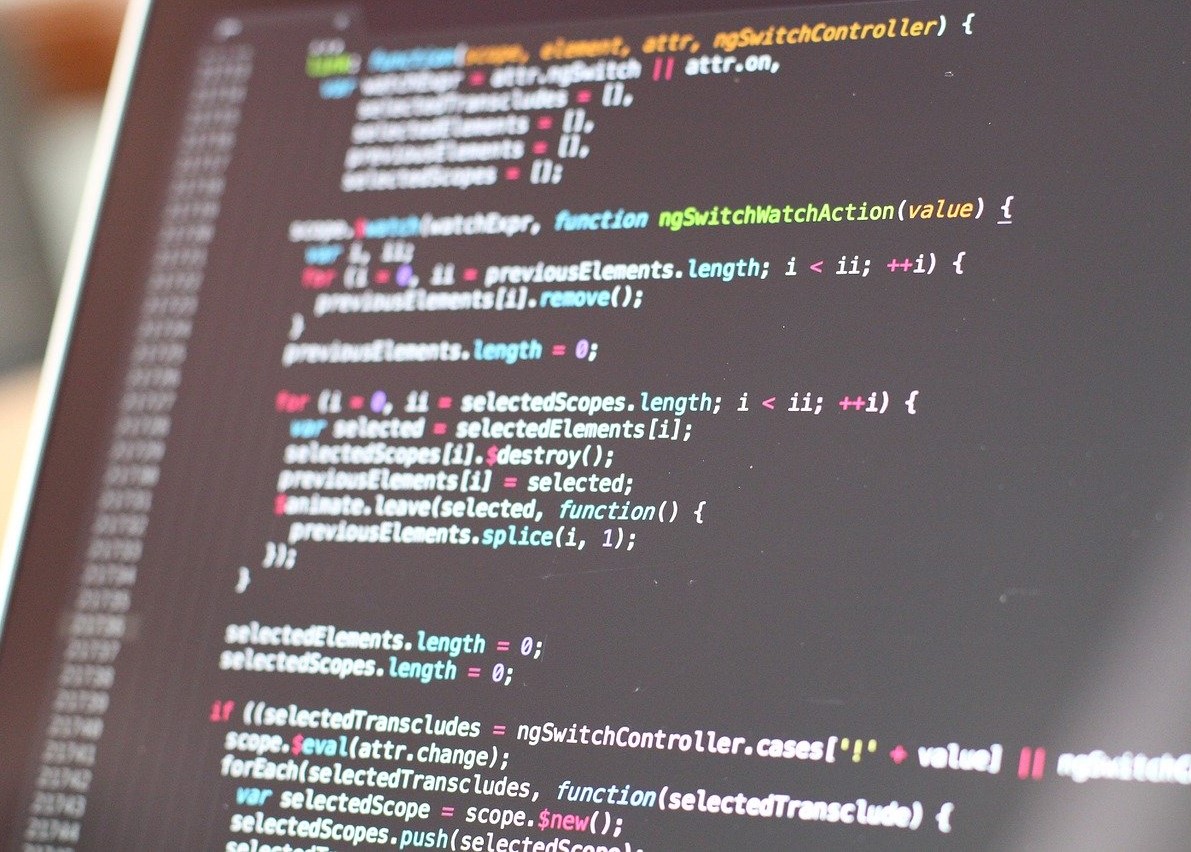 link: function(scope, element, attr, ngSwitchController) {
var watchExpr = attr.ngSwitch || attr.on,
selectedTranscludes = [],
selectedElements = [],
previousElements = [],
selectedScopes = [];
scope.$watch(watchExpr, function ngSwitchWatchAction(value) {
var i, ii;
for (i = 0, ii = previousElements.length; i < ii; ++i) {
previousElements[i].remove();
}
previousElements.length = 0;
for (i = 0, ii = selectedScopes.length; i < ii; ++i) {
var selected = selectedElements[i];
selectedScopes[i].$destroy();
previousElements[i] = selected;
$animate.leave(selected, function() {
previousElements.splice(i, 1);
});
}
selectedElements.length = 0;
selectedScopes.length = 0;
if ((selectedTranscludes = ngSwitchController.cases['!' + value] ||
scope.$eval(attr.change);
forEach(selectedTranscludes, function(selectedTransclude) {
var selectedScope = scope.$new();
selectedScopes.push(selectedScope);